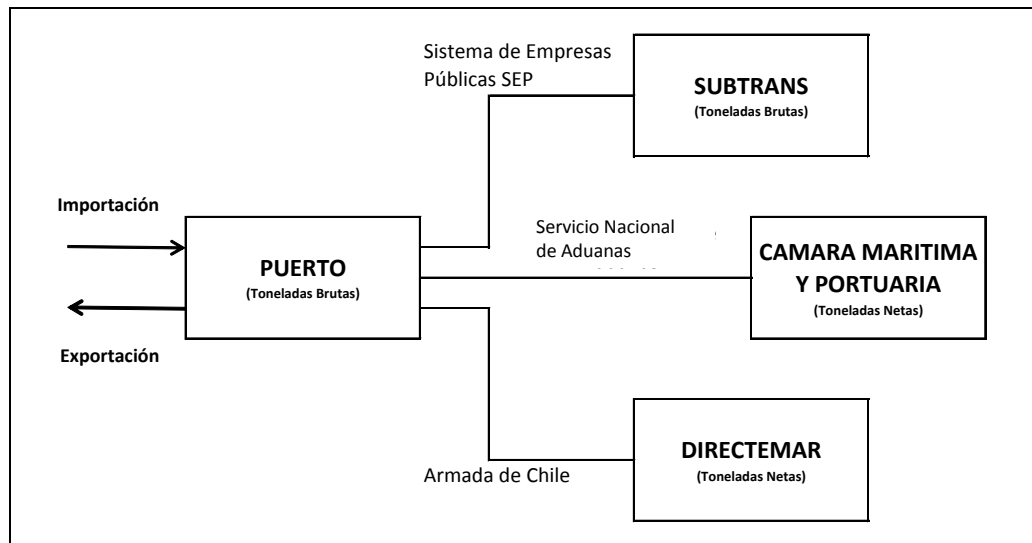 Sistema de Empresas
Públicas SEP
SUBTRANS
(Toneladas Brutas)
Importación
PUERTO
(Toneladas Brutas)
Servicio Nacional
de Aduanas
CAMARA MARITIMA
Y PORTUARIA
(Toneladas Netas)
Exportación
DIRECTEMAR
(Toneladas Netas)
Armada de Chile